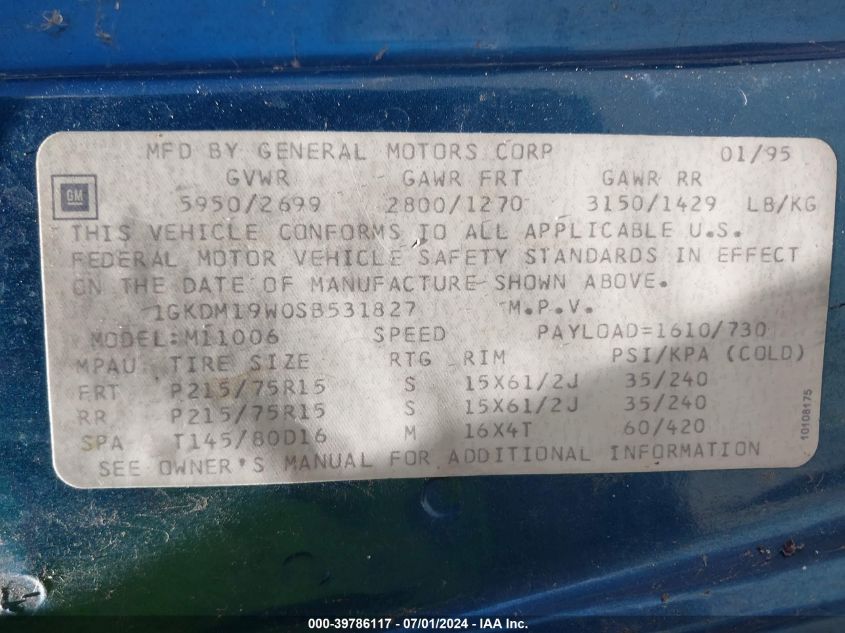 MFD BY GENERAL MOTORS CORP 01/95
GVWR GAWR FRT GAWR RR
GM
5950/2699 2800/1270 3150/1429 LB/KG
THIS VEHICLE CONFORMS TO ALL APPLICABLE U.S.
FEDERAL MOTOR VEHICLE SAFETY STANDARDS IN EFFECT
ON THE DATE OF MANUFACTURE SHOWN ABOVE.
1GKDM19W0SB531827 M.P.V.
MODEL:M11006 SPEED PAYLOAD=1610/730
MPAU TIRE SIZE RTG RIM PSI/KPA (COLD)
FRT P215/75R15 S 15X61/2J 35/240
RR P215/75R15 S 15X61/2J 35/240
SPA T145/80D16 M 16X4T 60/420
SEE OWNER'S MANUAL FOR ADDITIONAL INFORMATION
10108175
000-39786117 - 07/01/2024 - IAA Inc.